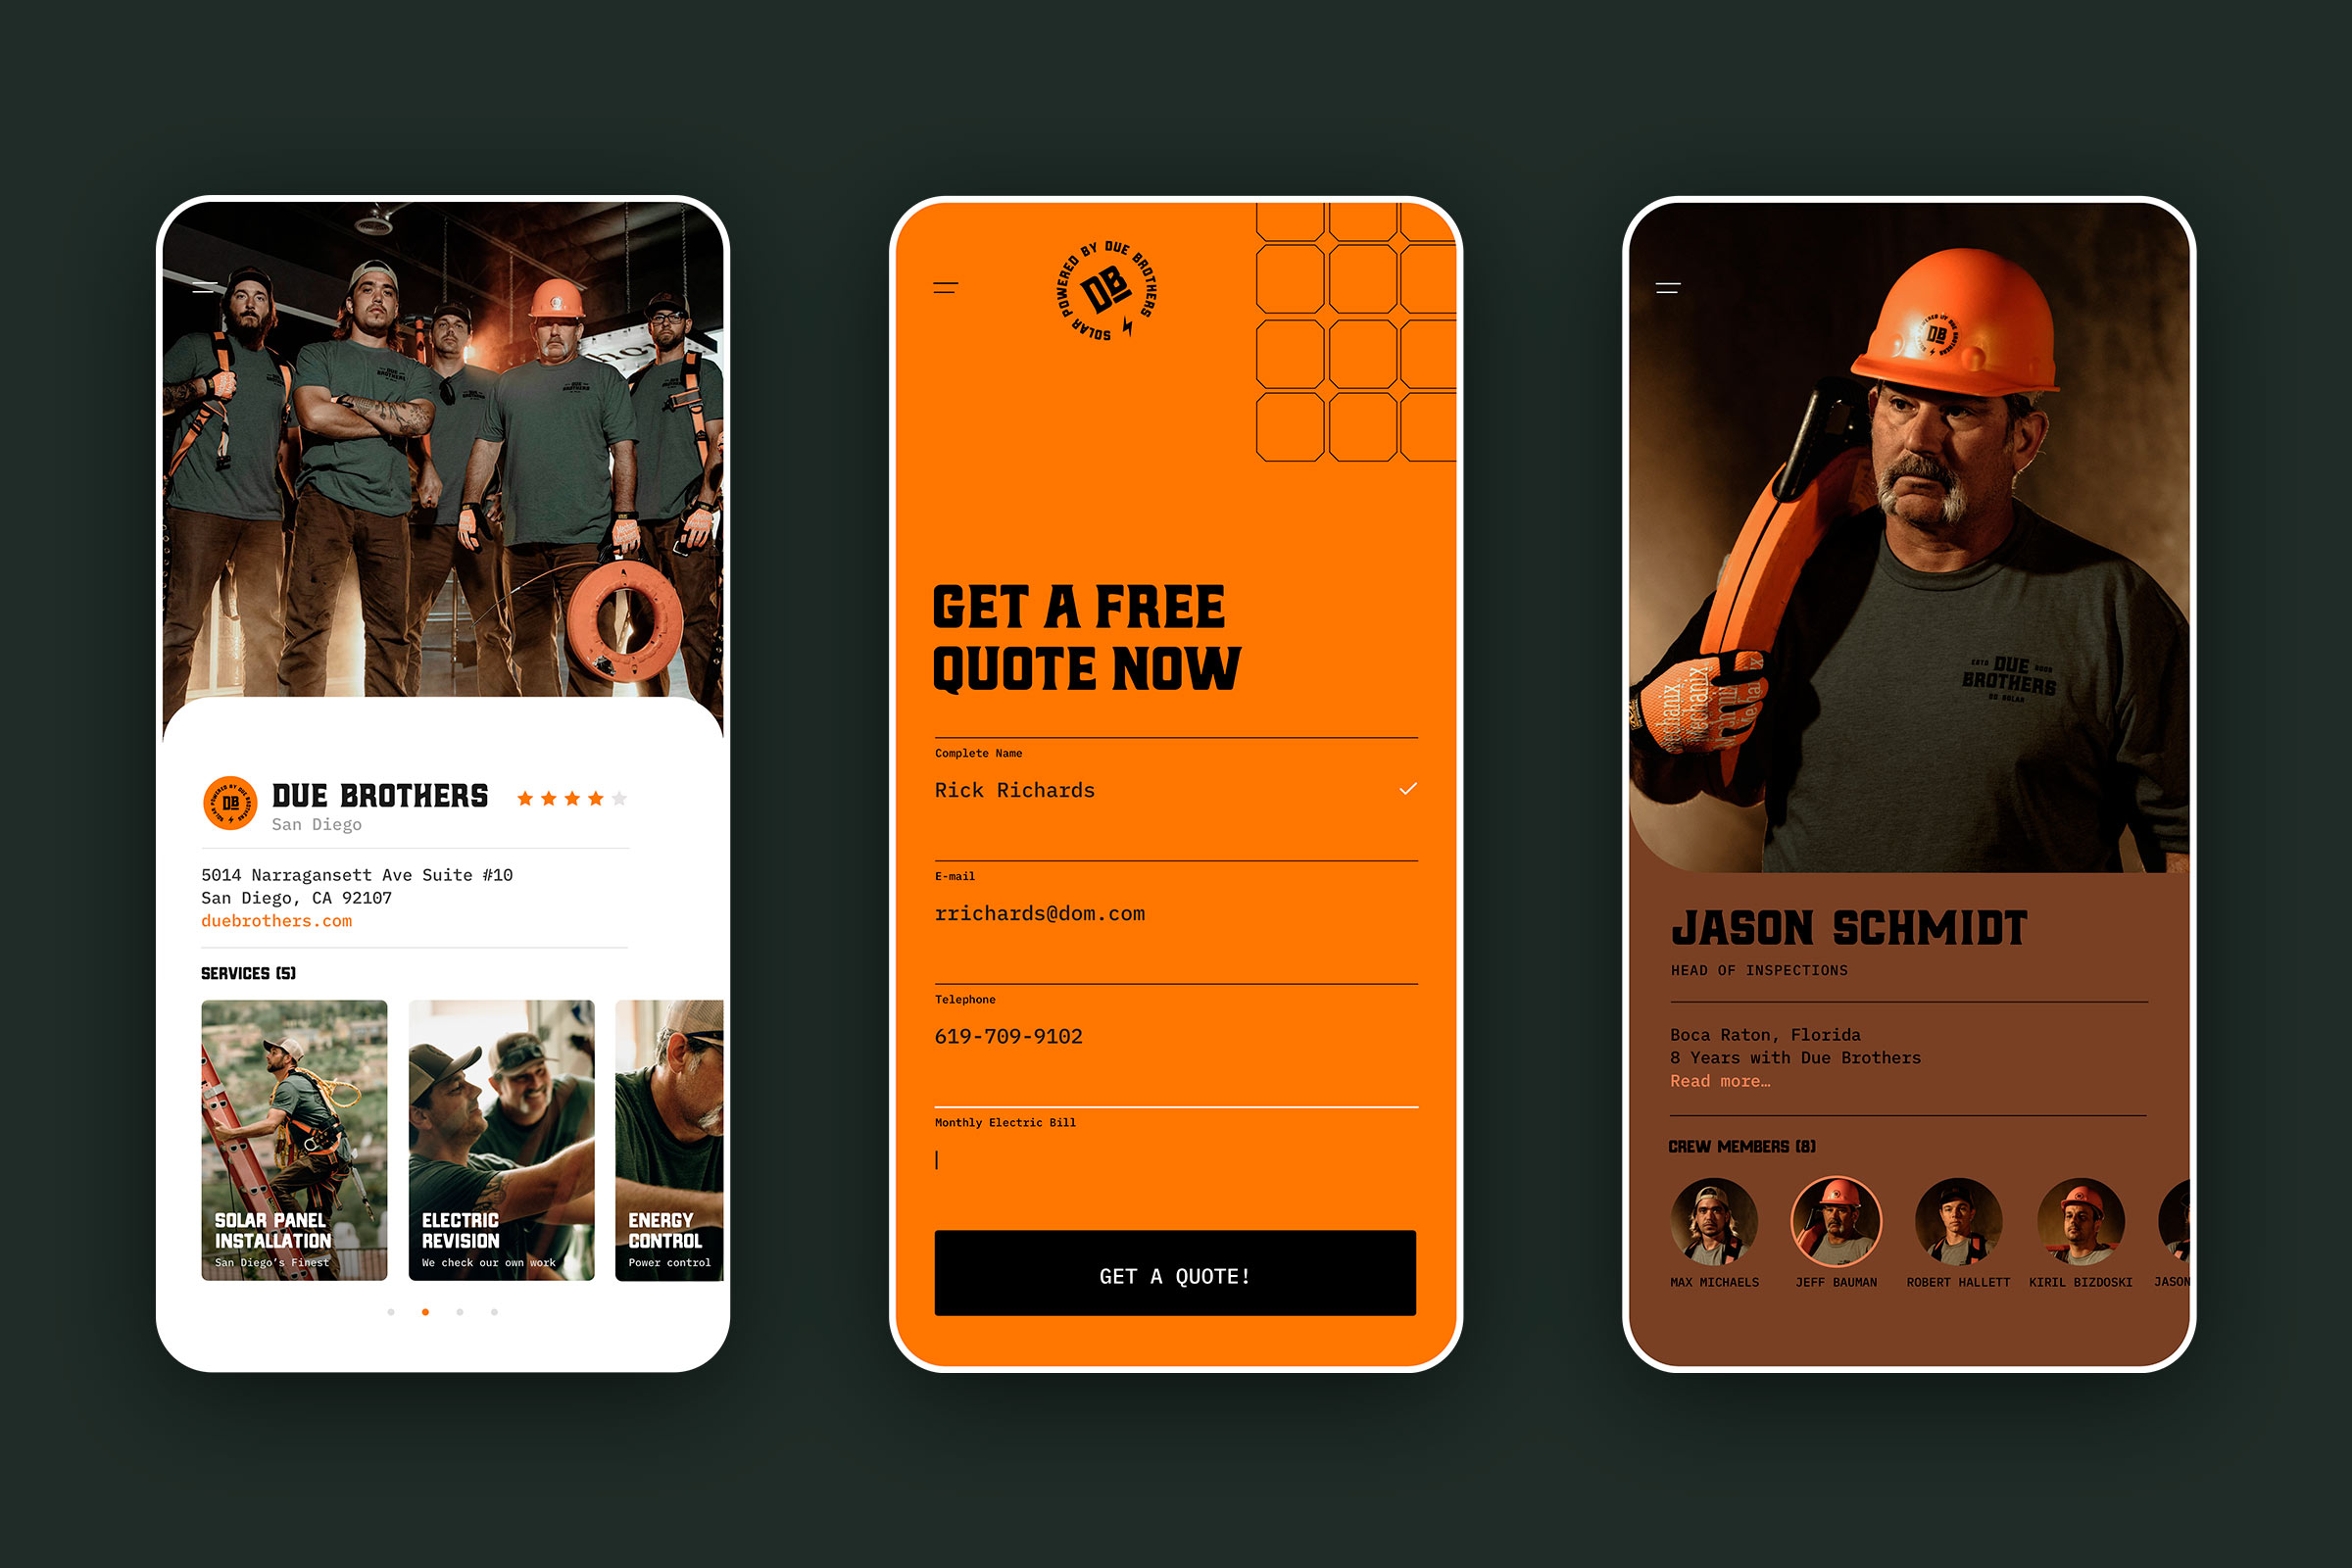 DUE BROTHERS
San Diego
5014 Narragansett Ave Suite #10
San Diego, CA 92107
duebrothers.com
SERVICES (5)
SOLAR PANEL
INSTALLATION
San Diego's Finest
ELECTRIC
REVISION
We check our own work
ENERGY
CONTROL
Power control
SOLAR POWERED BY DUE BROTHERS
DB
GET A FREE
QUOTE NOW
Complete Name
Rick Richards
E-mail
rrichards@dom.com
Telephone
619-709-9102
Monthly Electric Bill
GET A QUOTE!
DB
DUE
BROTHERS
Mechanix
Mechanix
JASON SCHMIDT
HEAD OF INSPECTIONS
Boca Raton, Florida
8 Years with Due Brothers
Read more…
CREW MEMBERS (8)
MAX MICHAELS
JEFF BAUMAN
ROBERT HALLETT
KIRIL BIZDOSKI
JASON